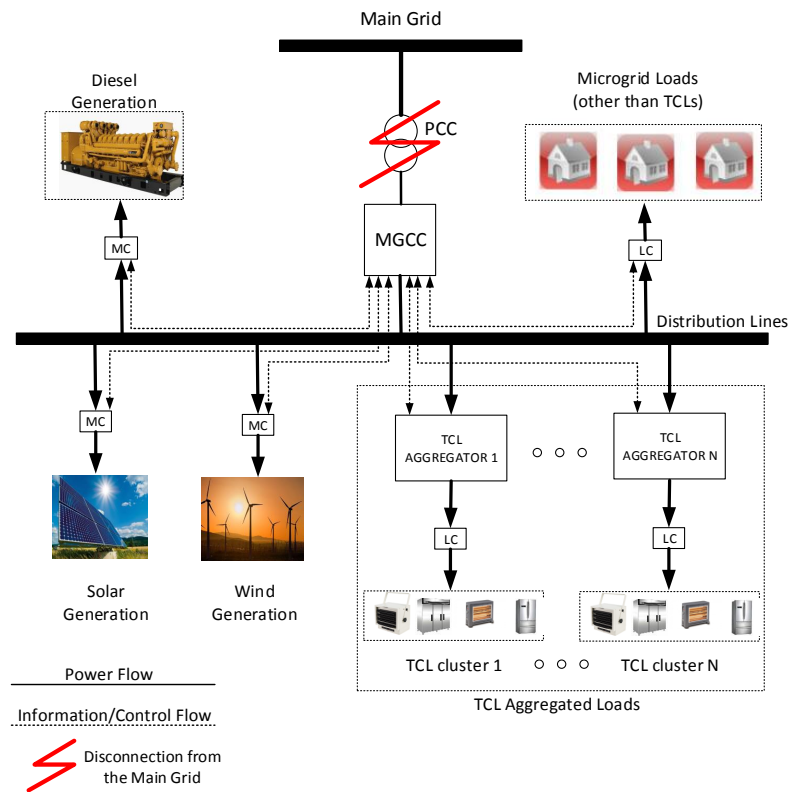 Main Grid
Diesel
Generation
PCC
Microgrid Loads
(other than TCLs)
MC
MGCC
LC
Distribution Lines
MC
MC
TCL
AGGREGATOR 1
TCL
AGGREGATOR N
LC
LC
Solar
Generation
Wind
Generation
TCL cluster 1
TCL cluster N
TCL Aggregated Loads
Power Flow
Information/Control Flow
Disconnection from
the Main Grid